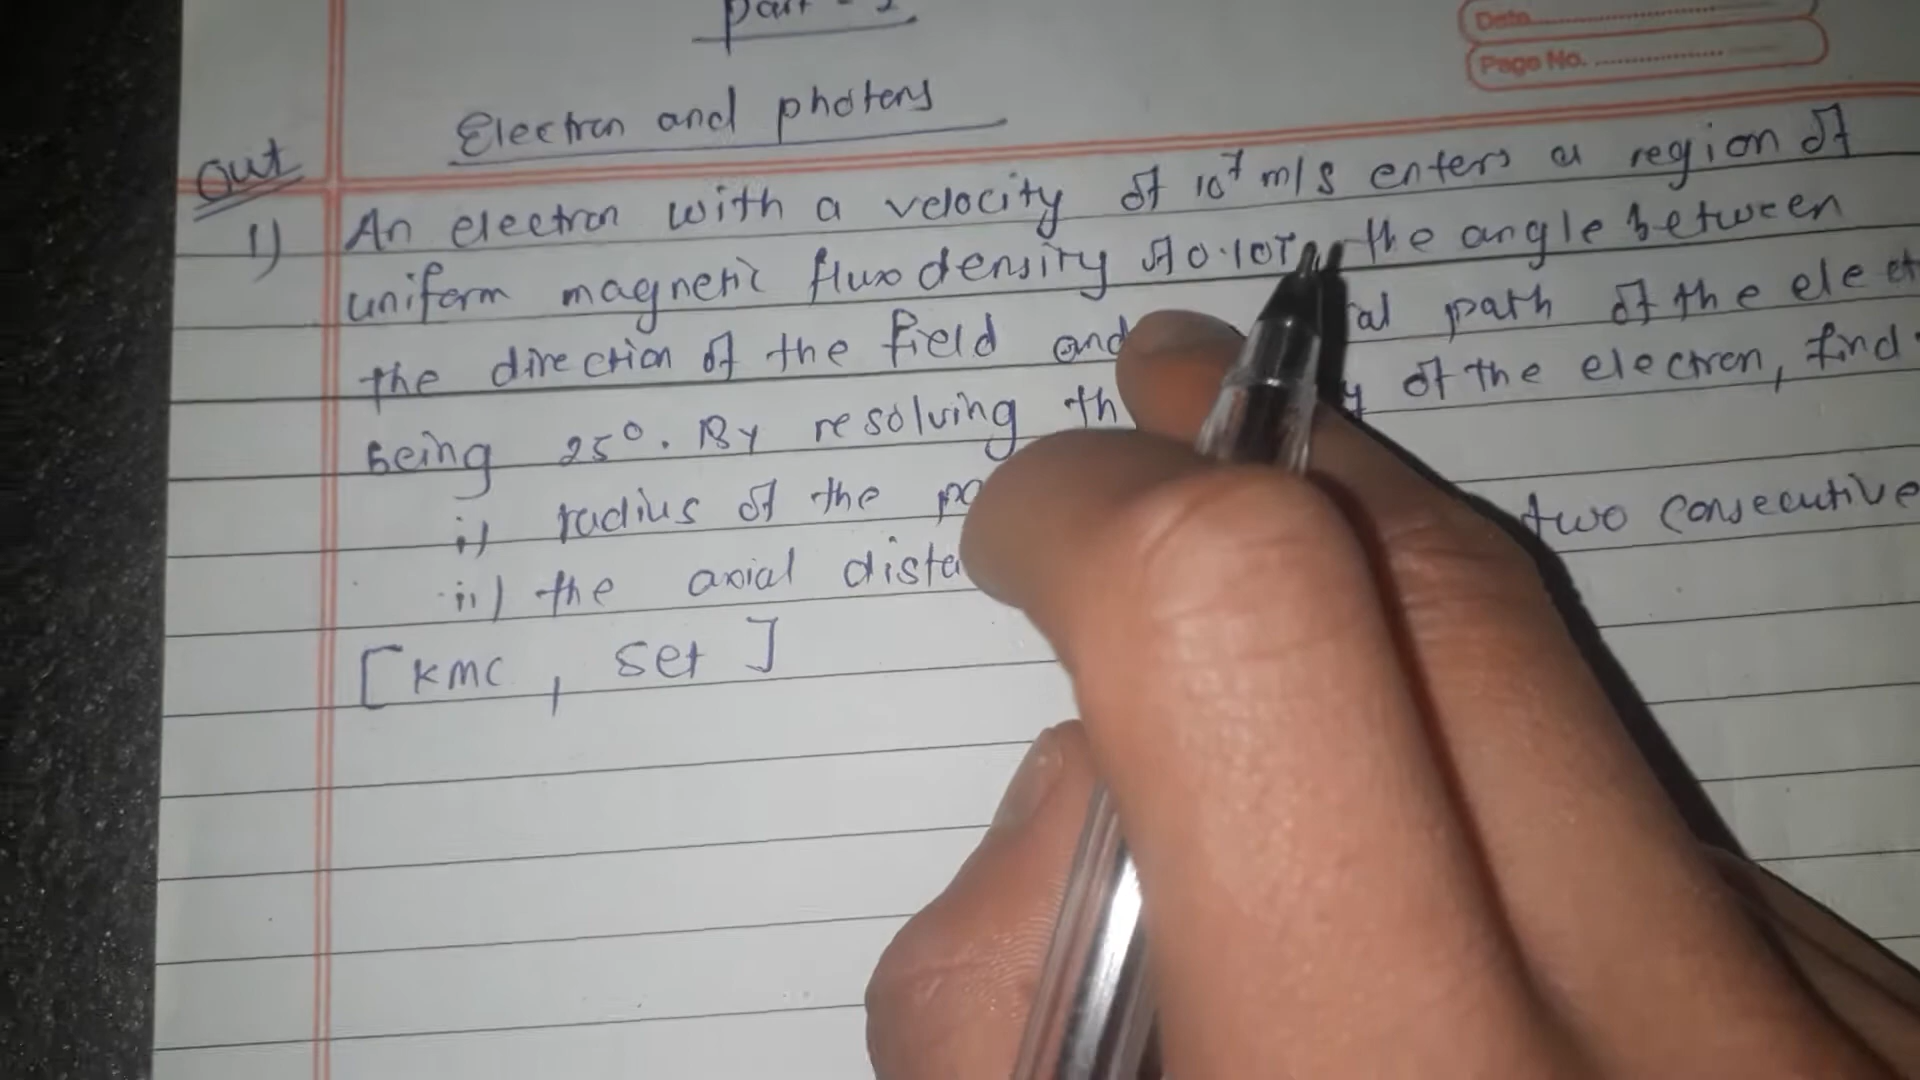 Part - 1
Date
Page No.
Electron and photons
out
1) An electron with a velocity of 10⁷ m/s enters a region of
uniform magnetic flux density of 0.10T, the angle between
the direction of the field and al path of the elect
being 25°. By resolving th y of the electron, find
i) radius of the pa
ii) the axial dista two consecutive
[KMC, set]